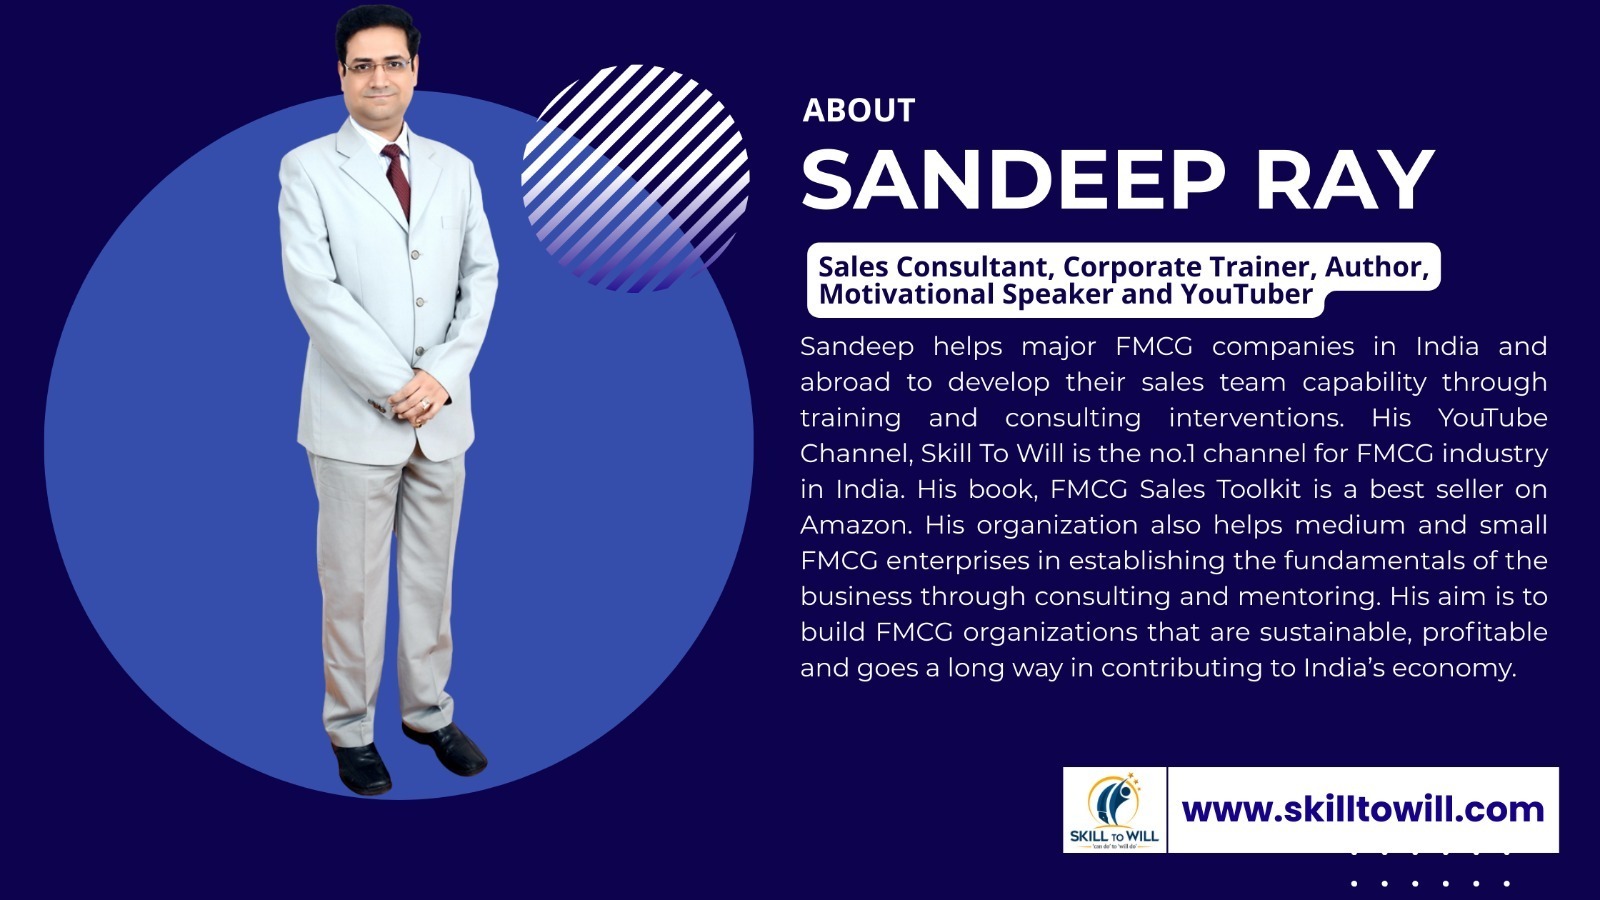 ABOUT
SANDEEP RAY
Sales Consultant, Corporate Trainer, Author,
Motivational Speaker and YouTuber
Sandeep helps major FMCG companies in India and
abroad to develop their sales team capability through
training and consulting interventions. His YouTube
Channel, Skill To Will is the no.1 channel for FMCG industry
in India. His book, FMCG Sales Toolkit is a best seller on
Amazon. His organization also helps medium and small
FMCG enterprises in establishing the fundamentals of the
business through consulting and mentoring. His aim is to
build FMCG organizations that are sustainable, profitable
and goes a long way in contributing to India’s economy.
SKILL TO WILL
'can do' to 'will do'
www.skilltowill.com